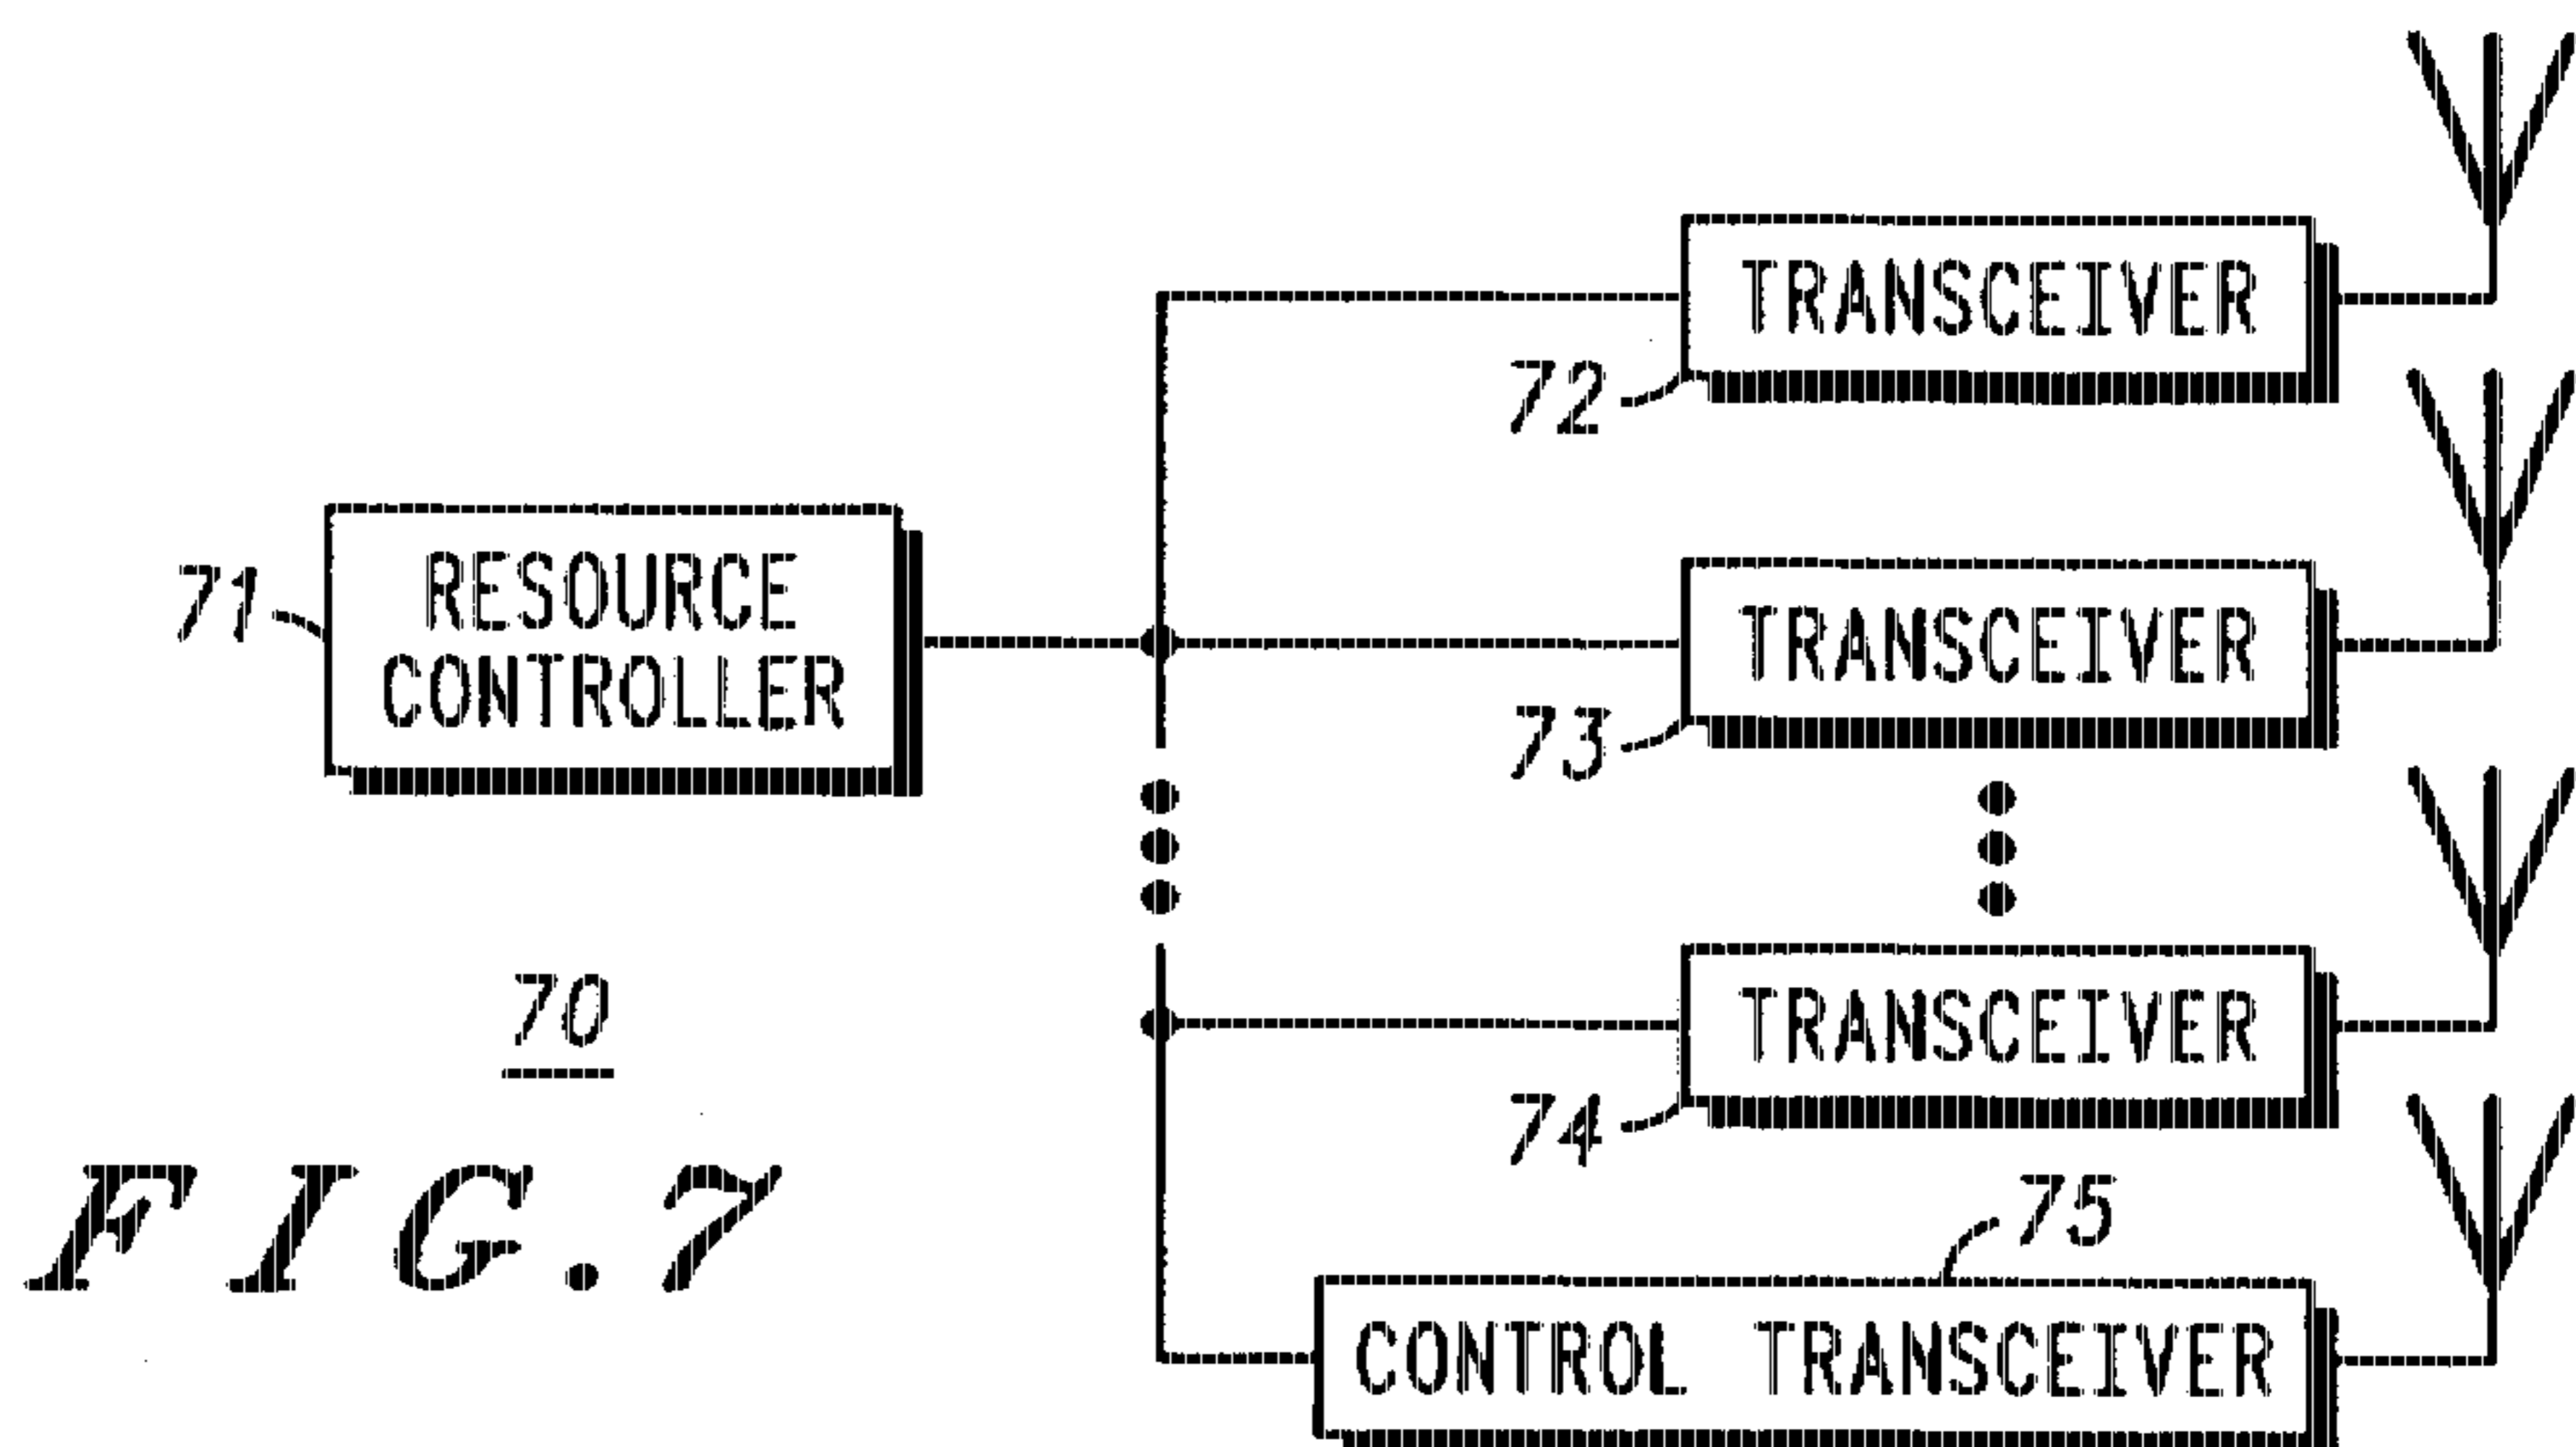 TRANSCEIVER
72
71
RESOURCE
CONTROLLER
TRANSCEIVER
73
70
TRANSCEIVER
74
75
FIG.7
CONTROL TRANSCEIVER